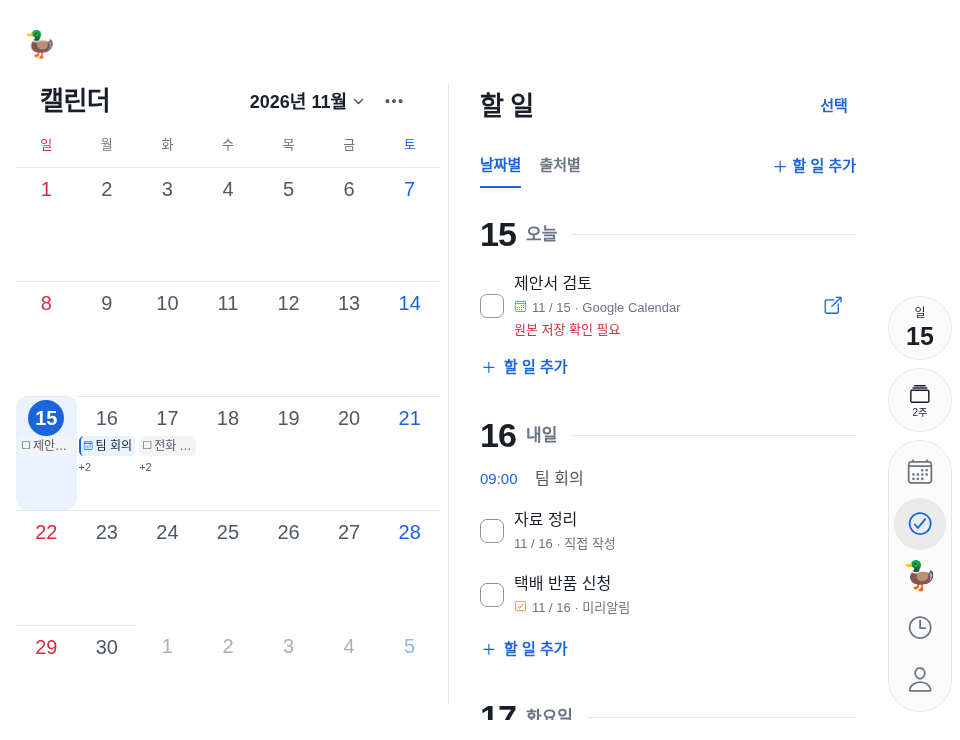 캘린더
2026년 11월
일 월 화 수 목 금 토
1 2 3 4 5 6 7
8 9 10 11 12 13 14
15 16 17 18 19 20 21
제안… 팀 회의 전화 …
+2 +2
22 23 24 25 26 27 28
29 30 1 2 3 4 5
할 일
선택
날짜별 출처별
+ 할 일 추가
15 오늘
제안서 검토
11 / 15 · Google Calendar
원본 저장 확인 필요
+ 할 일 추가
16 내일
09:00 팀 회의
자료 정리
11 / 16 · 직접 작성
택배 반품 신청
11 / 16 · 미리알림
+ 할 일 추가
17 화요일
일
15
2주